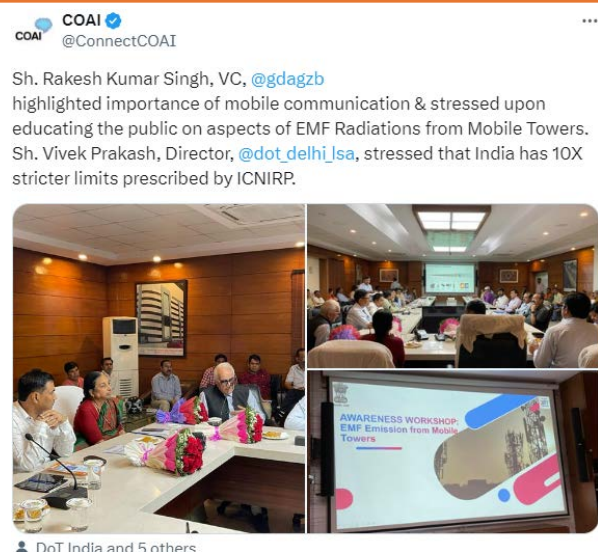 COAI
@ConnectCOAI
COAI
Sh. Rakesh Kumar Singh, VC, @gdagzb
highlighted importance of mobile communication & stressed upon
educating the public on aspects of EMF Radiations from Mobile Towers.
Sh. Vivek Prakash, Director, @dot_delhi_lsa, stressed that India has 10X
stricter limits prescribed by ICNIRP.
AWARENESS WORKSHOP:
EMF Emission from Mobile
Towers
DoT India and 5 others